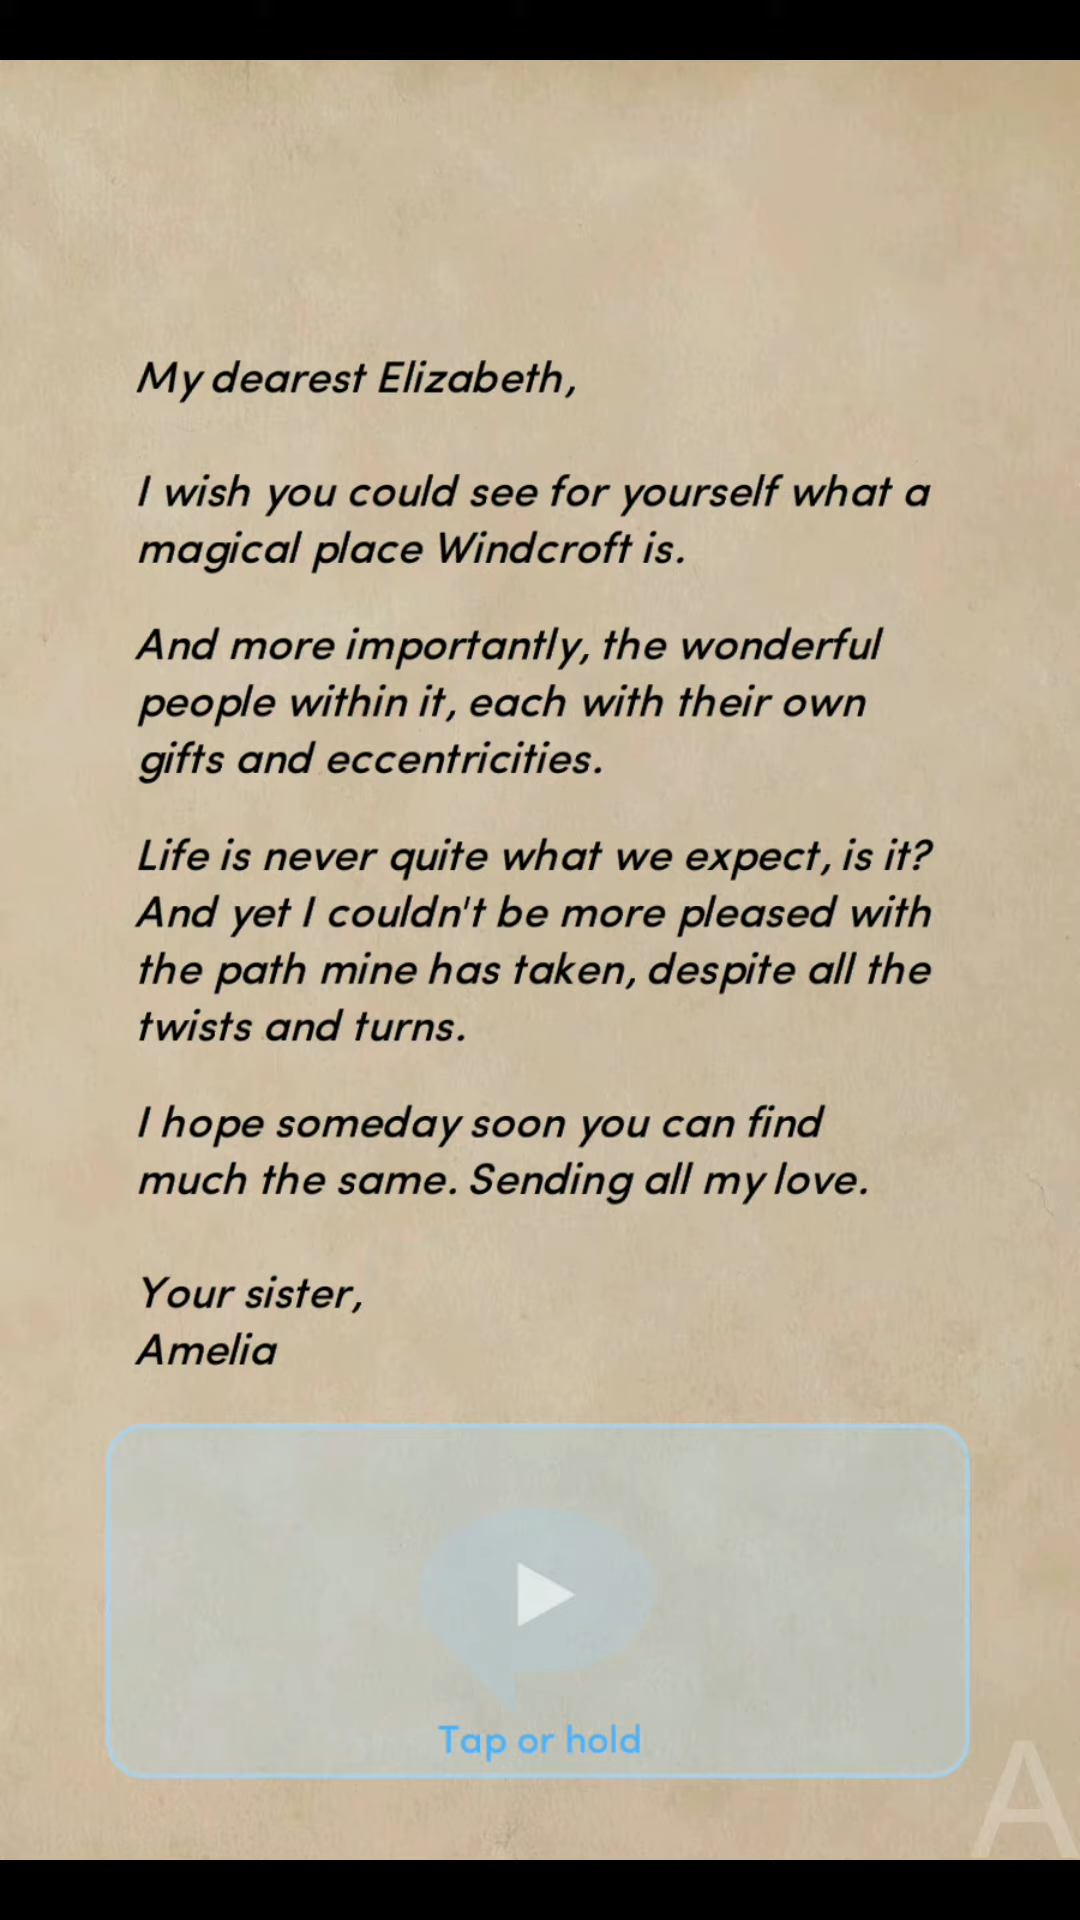 My dearest Elizabeth,
I wish you could see for yourself what a
magical place Windcroft is.
And more importantly, the wonderful
people within it, each with their own
gifts and eccentricities.
Life is never quite what we expect, is it?
And yet I couldn't be more pleased with
the path mine has taken, despite all the
twists and turns.
I hope someday soon you can find
much the same. Sending all my love.
Your sister,
Amelia
Tap or hold
A